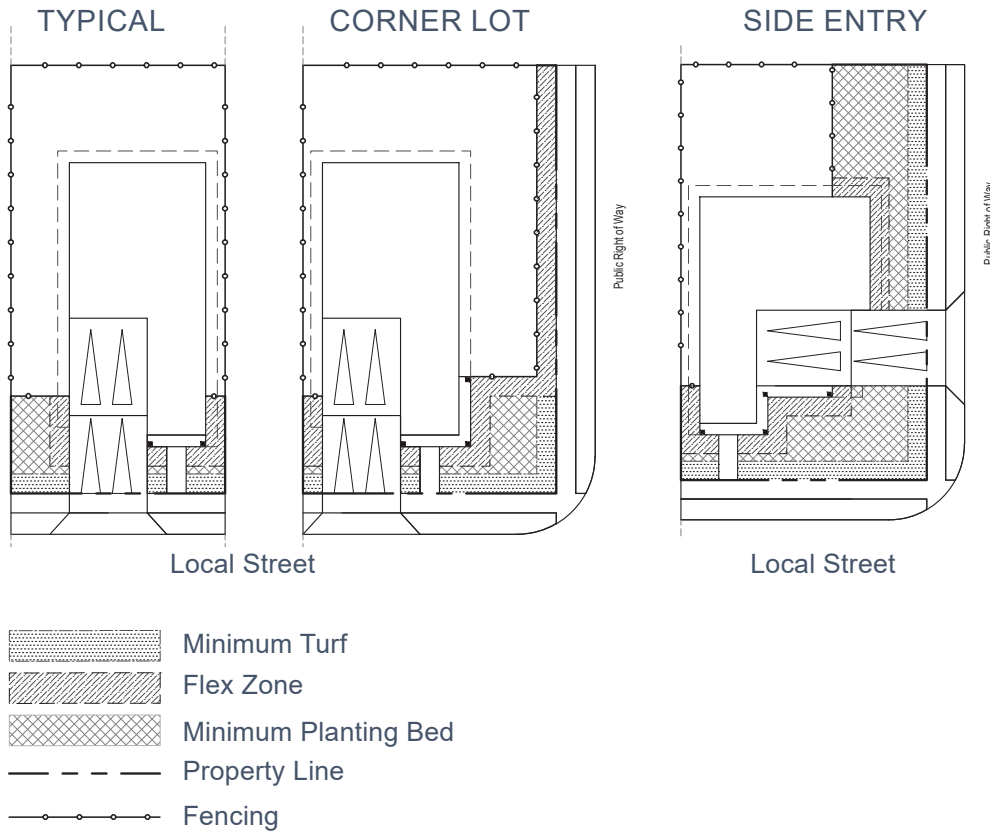 TYPICAL
CORNER LOT
SIDE ENTRY
Public Right of Way
Public Right of Way
Local Street
Local Street
Minimum Turf
Flex Zone
Minimum Planting Bed
Property Line
Fencing